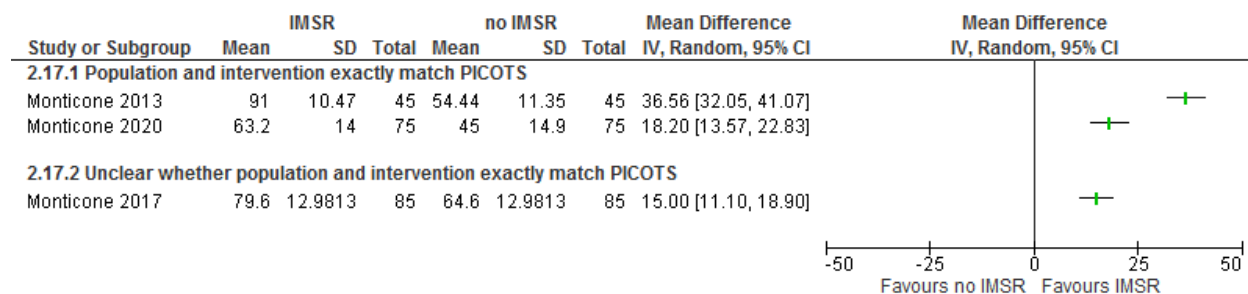 IMSR no IMSR Mean Difference Mean Difference
Study or Subgroup Mean SD Total Mean SD Total IV, Random, 95% CI IV, Random, 95% CI
2.17.1 Population and intervention exactly match PICOTS
Monticone 2013 91 10.47 45 54.44 11.35 45 36.56 [32.05, 41.07]
Monticone 2020 63.2 14 75 45 14.9 75 18.20 [13.57, 22.83]
2.17.2 Unclear whether population and intervention exactly match PICOTS
Monticone 2017 79.6 12.9813 85 64.6 12.9813 85 15.00 [11.10, 18.90]
-50 -25 0 25 50
Favours no IMSR Favours IMSR